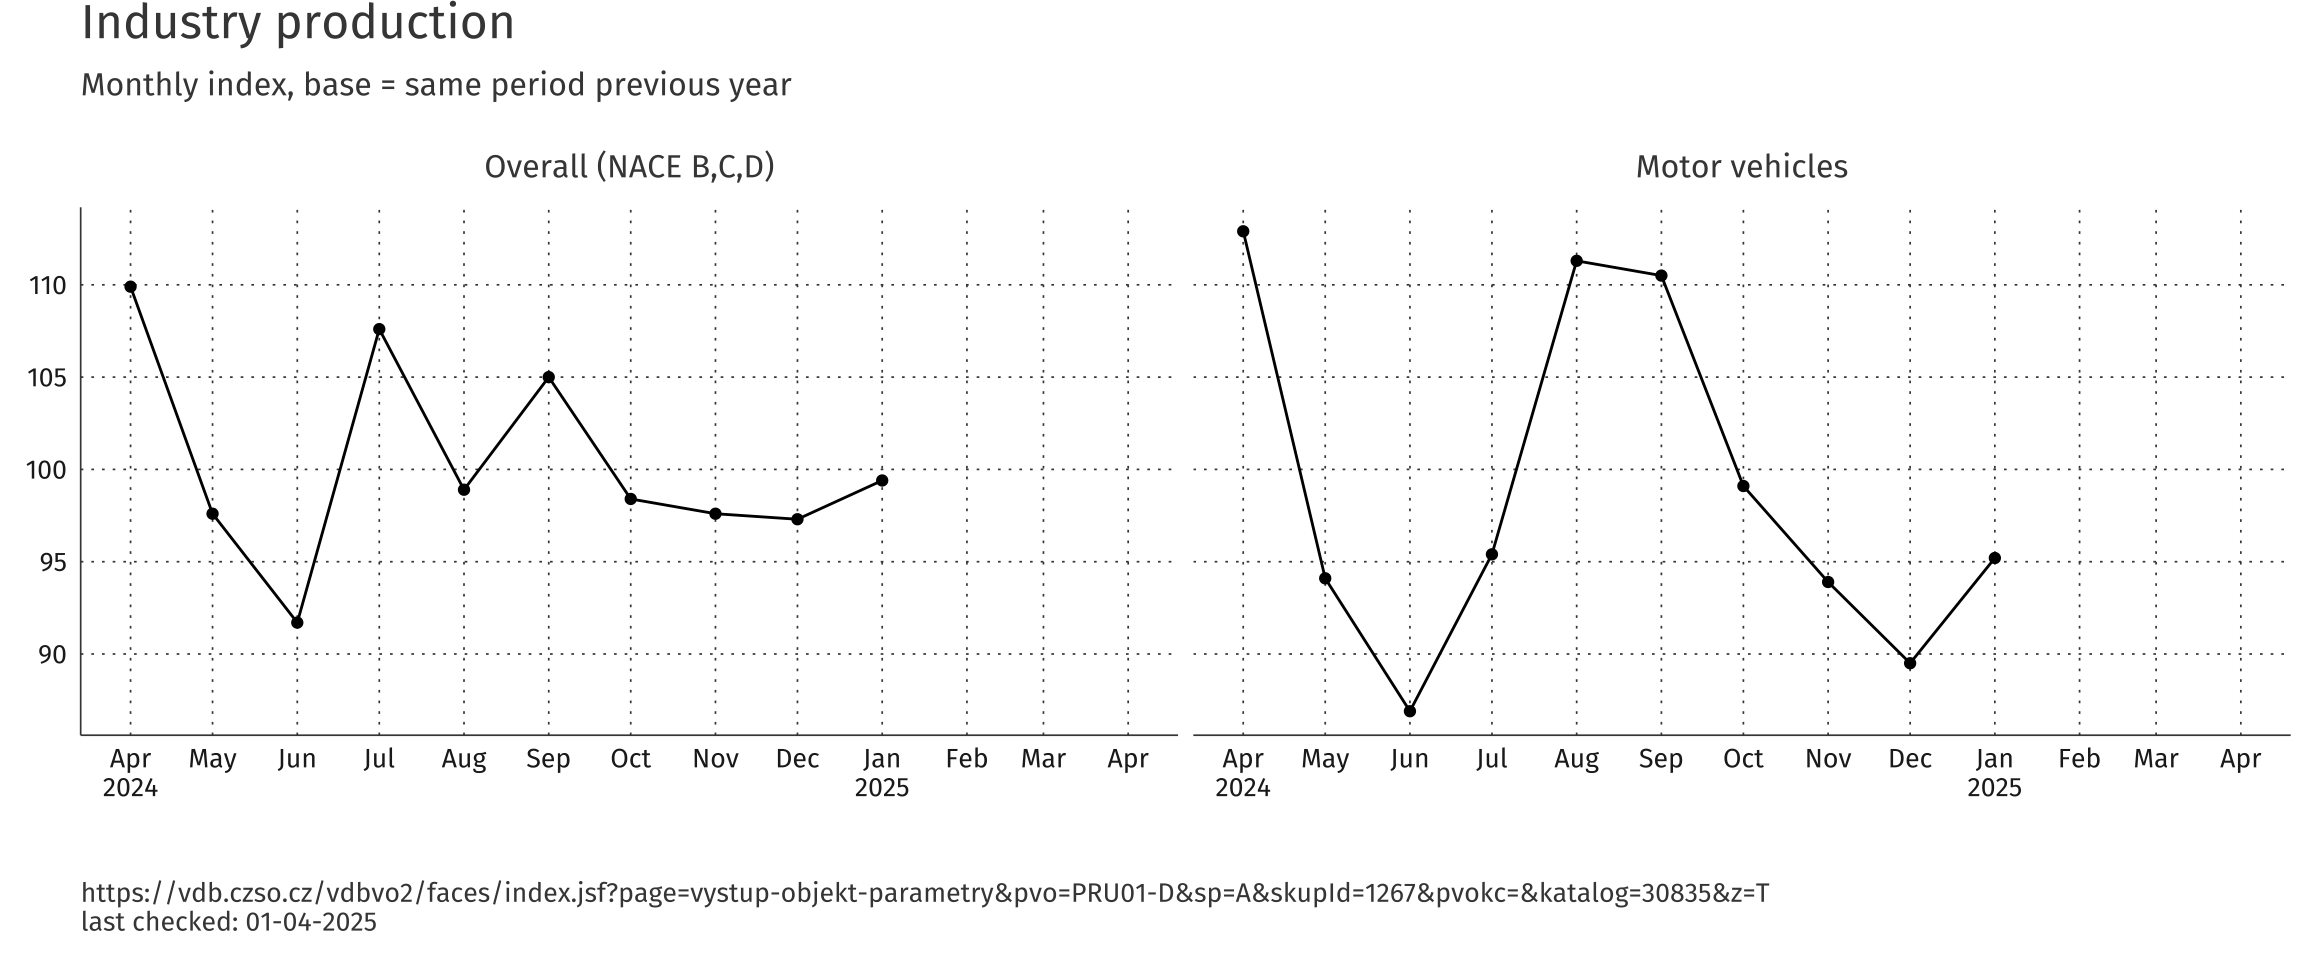 Industry production
Monthly index, base = same period previous year
Overall (NACE B,C,D)
110
105
100
95
90
Apr May Jun Jul Aug Sep Oct Nov Dec Jan Feb Mar Apr
2024 2025
Motor vehicles
Apr May Jun Jul Aug Sep Oct Nov Dec Jan Feb Mar Apr
2024 2025
https://vdb.czso.cz/vdbvo2/faces/index.jsf?page=vystup-objekt-parametry&pvo=PRU01-D&sp=A&skupId=1267&pvokc=&katalog=30835&z=T
last checked: 01-04-2025